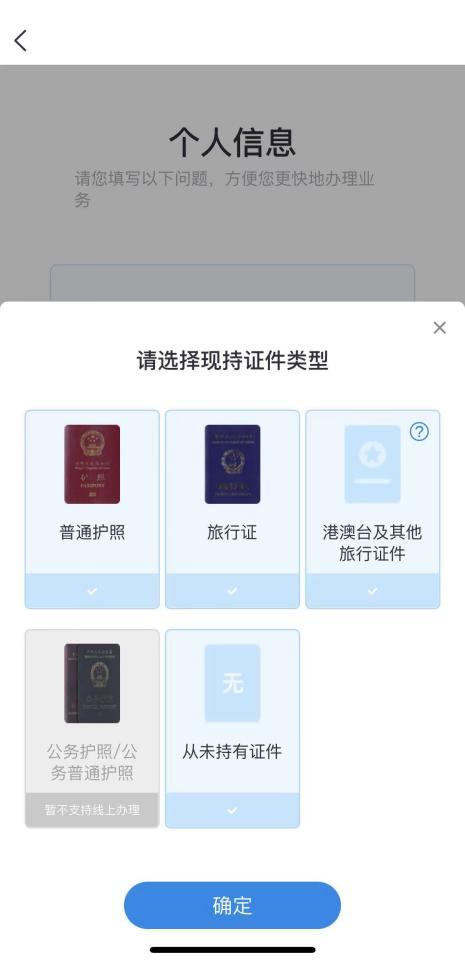 个人信息
请您填写以下问题，方便您更快地办理业
务
请选择现持证件类型
护照
PASSPORT
普通护照
旅行证
港澳台及其他
旅行证件
无
公务护照/公
务普通护照
暂不支持线上办理
从未持有证件
确定